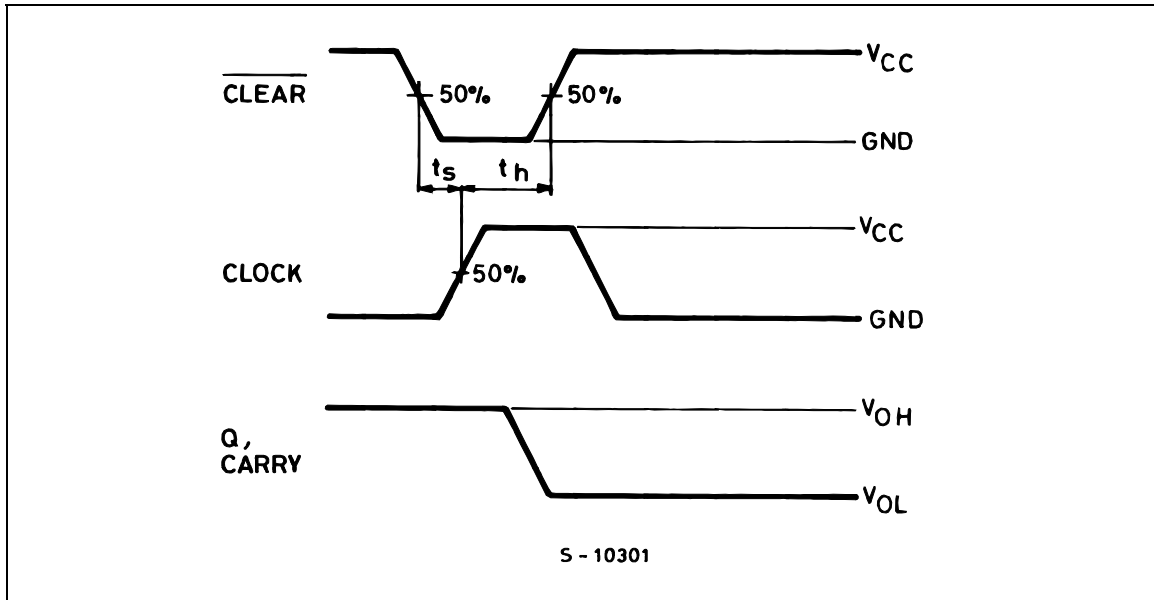 CLEAR
50%
50%
VCC
GND
ts
th
CLOCK
50%
VCC
GND
Q,
CARRY
VOH
VOL
S-10301